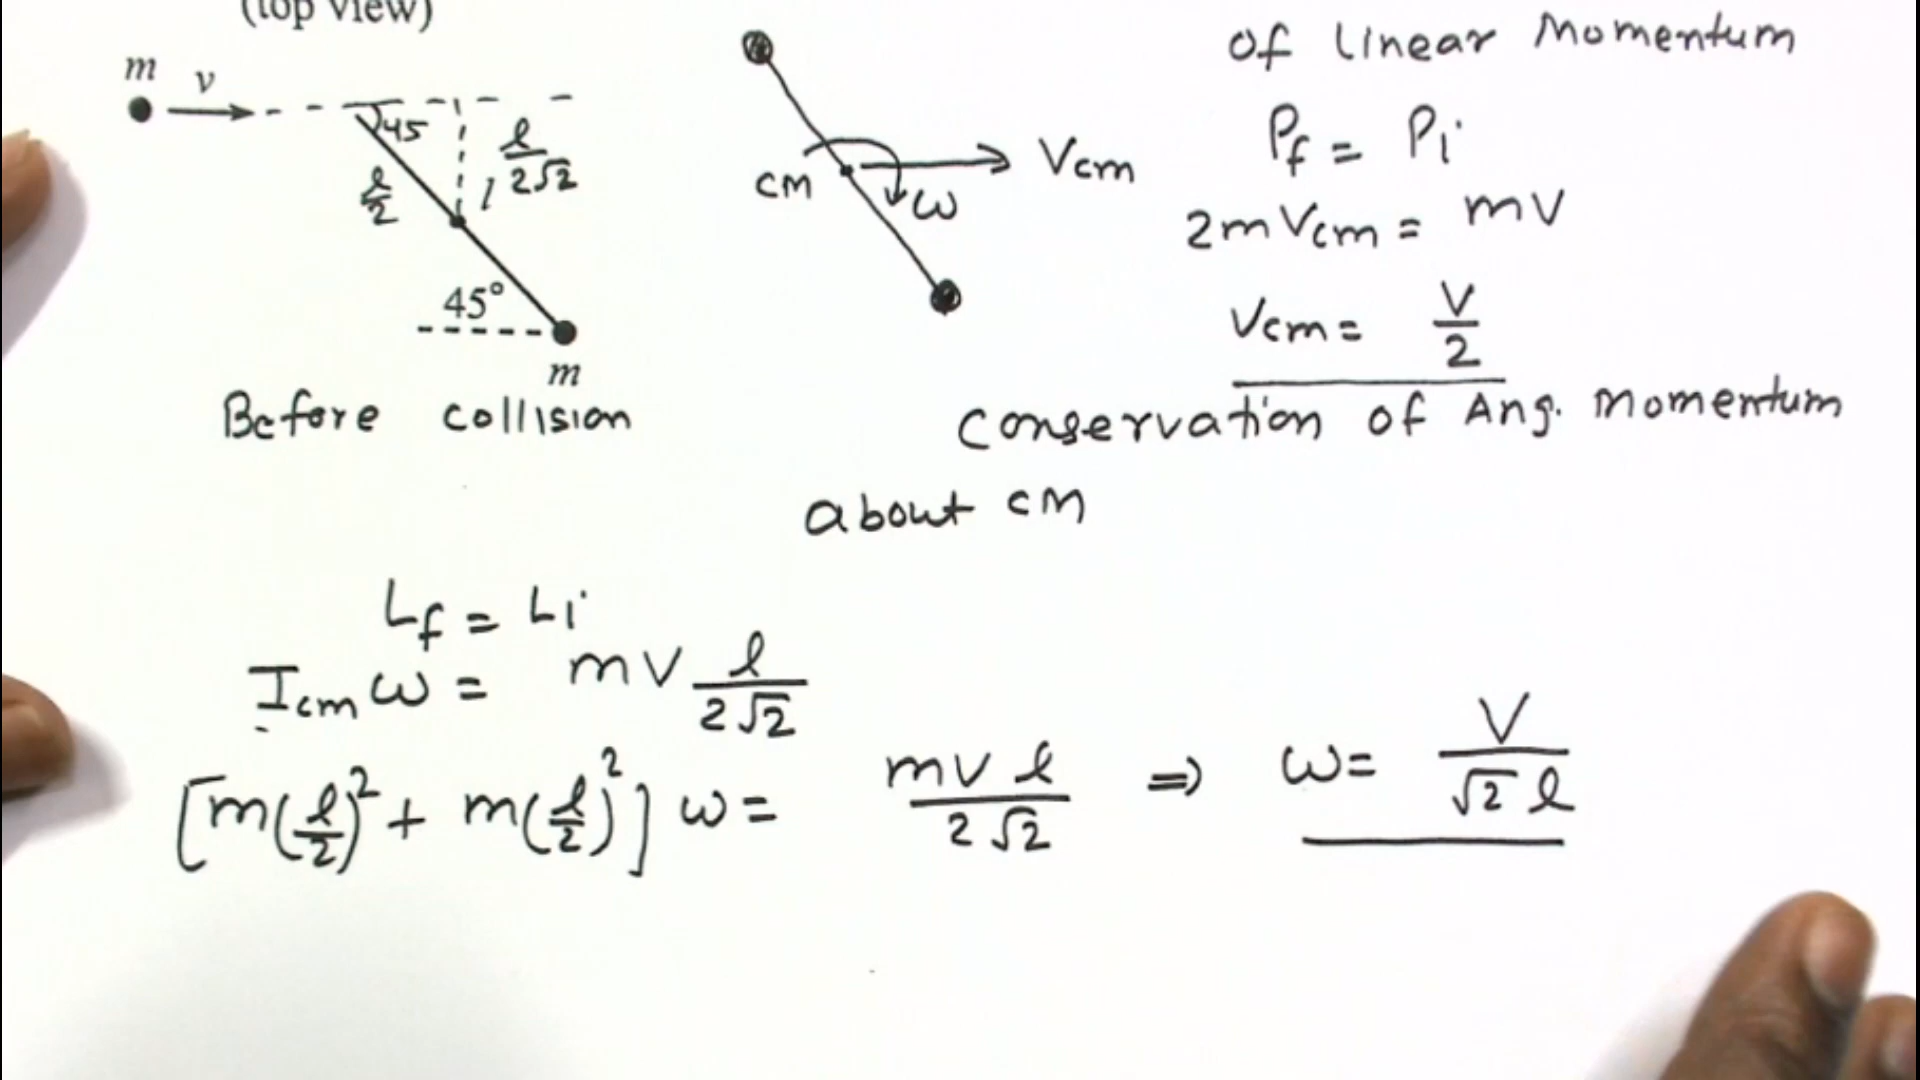 (top view)
m
v
45
l/2
l/2√2
45°
m
Before collision
cm
Vcm
ω
of Linear Momentum
Pf = Pi
2mVcm = mV
Vcm = V/2
Conservation of Ang. Momentum
about CM
Lf = Li
Icm ω = mV l/2√2
[m(l/2)² + m(l/2)²] ω = mVl/2√2 ⇒ ω = V/√2 l